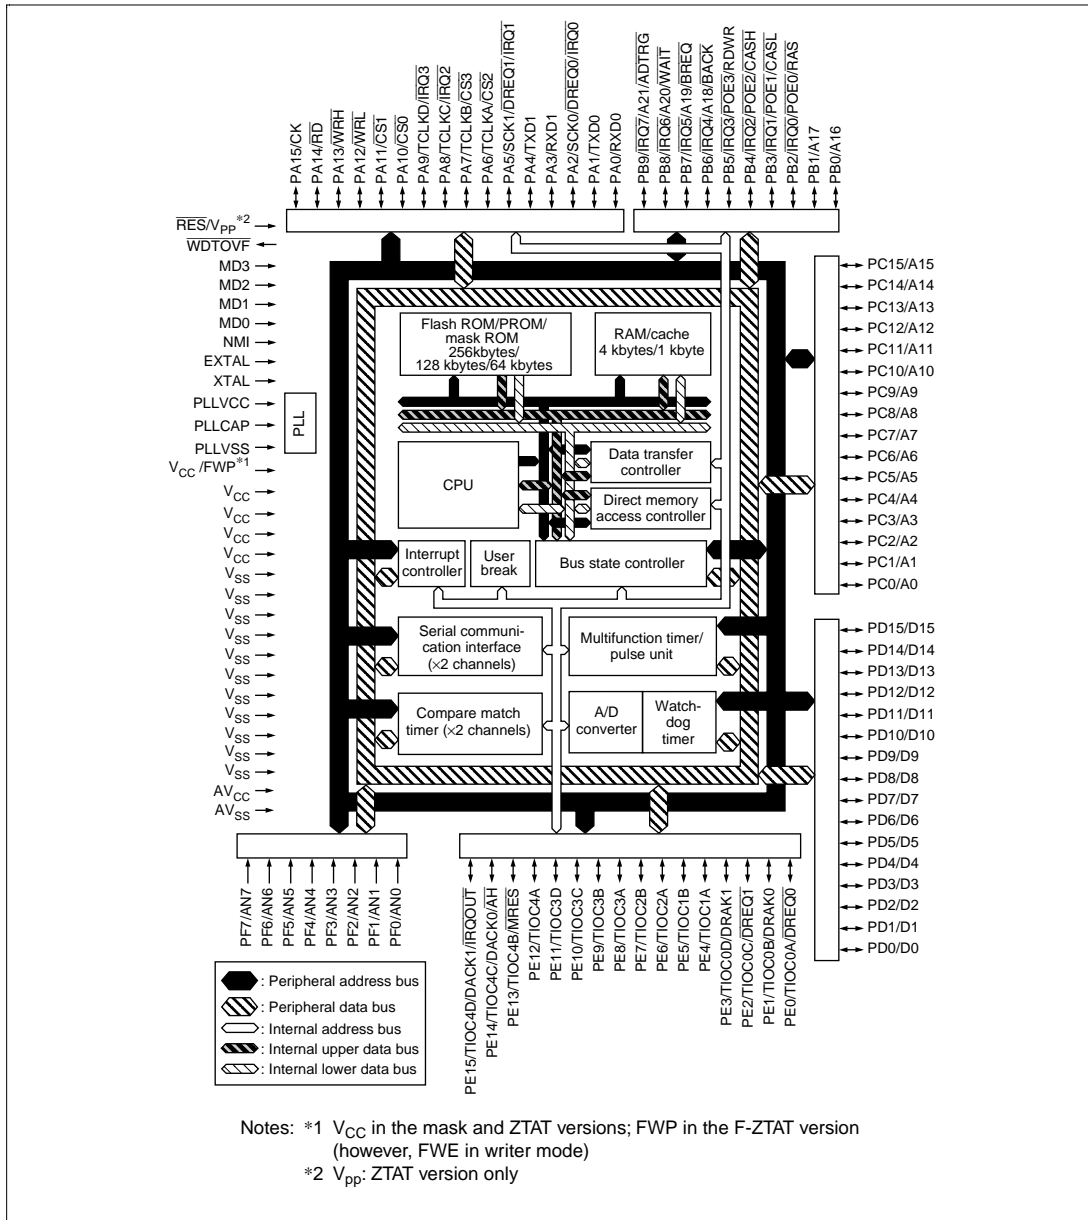 PA15/CK
PA14/RD
PA13/WRH
PA12/WRL
PA11/CS1
PA10/CS0
PA9/TCLKD/IRQ3
PA8/TCLKC/IRQ2
PA7/TCLKB/CS3
PA6/TCLKA/CS2
PA5/SCK1/DREQ1/IRQ1
PA4/TXD1
PA3/RXD1
PA2/SCK0/DREQ0/IRQ0
PA1/TXD0
PA0/RXD0
PB9/IRQ7/A21/ADTRG
PB8/IRQ6/A20/WAIT
PB7/IRQ5/A19/BREQ
PB6/IRQ4/A18/BACK
PB5/IRQ3/POE3/RDWR
PB4/IRQ2/POE2/CASH
PB3/IRQ1/POE1/CASL
PB2/IRQ0/POE0/RAS
PB1/A17
PB0/A16
RES/VPP*2
WDTOVF
MD3
MD2
MD1
MD0
NMI
EXTAL
XTAL
PLLVCC
PLLCAP
PLLVSS
VCC /FWP*1
VCC
VCC
VCC
VCC
VSS
VSS
VSS
VSS
VSS
VSS
VSS
VSS
VSS
VSS
VSS
AVCC
AVSS
PLL
Flash ROM/PROM/
mask ROM
256kbytes/
128 kbytes/64 kbytes
RAM/cache
4 kbytes/1 kbyte
CPU
Data transfer
controller
Direct memory
access controller
Interrupt
controller
User
break
Bus state controller
Serial communi-
cation interface
(×2 channels)
Multifunction timer/
pulse unit
Compare match
timer (×2 channels)
A/D
converter
Watch-
dog
timer
PC15/A15
PC14/A14
PC13/A13
PC12/A12
PC11/A11
PC10/A10
PC9/A9
PC8/A8
PC7/A7
PC6/A6
PC5/A5
PC4/A4
PC3/A3
PC2/A2
PC1/A1
PC0/A0
PD15/D15
PD14/D14
PD13/D13
PD12/D12
PD11/D11
PD10/D10
PD9/D9
PD8/D8
PD7/D7
PD6/D6
PD5/D5
PD4/D4
PD3/D3
PD2/D2
PD1/D1
PD0/D0
PF7/AN7
PF6/AN6
PF5/AN5
PF4/AN4
PF3/AN3
PF2/AN2
PF1/AN1
PF0/AN0
PE15/TIOC4D/DACK1/IRQOUT
PE14/TIOC4C/DACK0/AH
PE13/TIOC4B/MRES
PE12/TIOC4A
PE11/TIOC3D
PE10/TIOC3C
PE9/TIOC3B
PE8/TIOC3A
PE7/TIOC2B
PE6/TIOC2A
PE5/TIOC1B
PE4/TIOC1A
PE3/TIOC0D/DRAK1
PE2/TIOC0C/DREQ1
PE1/TIOC0B/DRAK0
PE0/TIOC0A/DREQ0
: Peripheral address bus
: Peripheral data bus
: Internal address bus
: Internal upper data bus
: Internal lower data bus
Notes: *1 VCC in the mask and ZTAT versions; FWP in the F-ZTAT version
(however, FWE in writer mode)
*2 Vpp: ZTAT version only